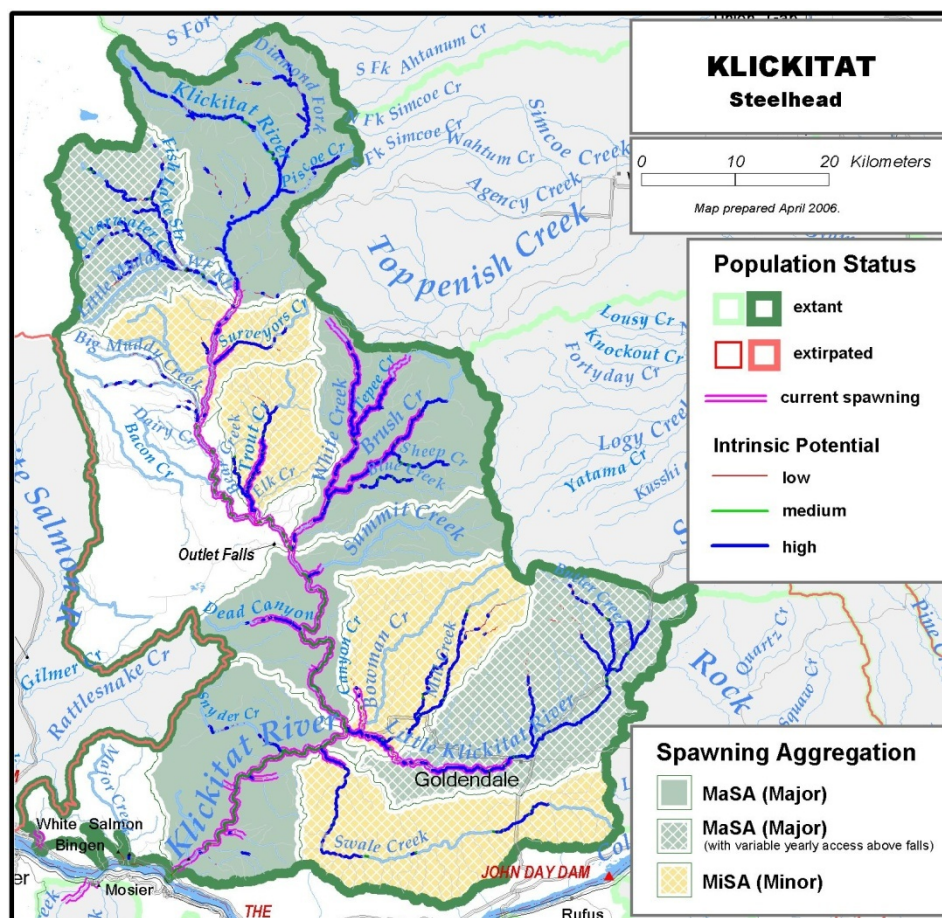 KLICKITAT
Steelhead
0 10 20 Kilometers
Map prepared April 2006.
Population Status
extant
extirpated
current spawning
Intrinsic Potential
low
medium
high
Spawning Aggregation
MaSA (Major)
MaSA (Major)
(with variable yearly access above falls)
MiSA (Minor)
S Fork
Diamond Fork
S Fk Ahtanum Cr
Klickitat River
Fk Simcoe Cr
S Fk Simcoe Cr
Wahtum Cr
Simcoe Creek
Piscoe Cr
Agency Creek
Fish Lake Str
Clearwater Cr
Toppenish Creek
Surveyors Cr
Lousy Cr
Knockout Cr
Fortyday Cr
Big Muddy Creek
Tepee Cr
Dairy Cr
Bacon Cr
Trout Cr
White Creek
Brush Cr
Logy Creek
Elk Cr
Sheep Cr
Blue Creek
Yatama Cr
Kusshi Cr
Summit Creek
Outlet Falls
Dead Canyon
Butler Creek
Gilmer Cr
Rattlesnake Cr
Canyon Cr
Bowman Cr
Mill Creek
Rock
Quartz Cr
Squaw Cr
Pine
Snyder Cr
Klickitat River
Little Klickitat River
Major Creek
Goldendale
Swale Creek
White Salmon
Bingen
Mosier
JOHN DAY DAM
THE
Rufus